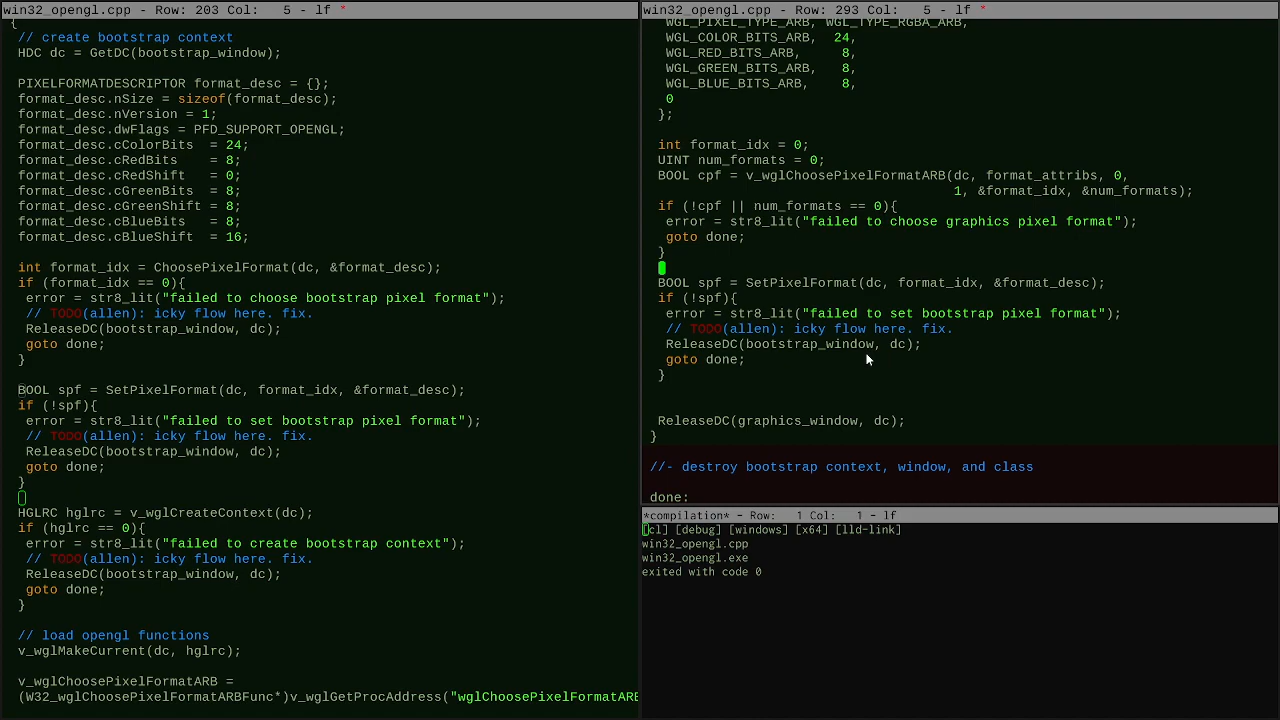 win32_opengl.cpp - Row: 203 Col:   5 - lf *
{
// create bootstrap context
HDC dc = GetDC(bootstrap_window);
PIXELFORMATDESCRIPTOR format_desc = {};
format_desc.nSize = sizeof(format_desc);
format_desc.nVersion = 1;
format_desc.dwFlags = PFD_SUPPORT_OPENGL;
format_desc.cColorBits  = 24;
format_desc.cRedBits    = 8;
format_desc.cRedShift   = 0;
format_desc.cGreenBits  = 8;
format_desc.cGreenShift = 8;
format_desc.cBlueBits   = 8;
format_desc.cBlueShift  = 16;
int format_idx = ChoosePixelFormat(dc, &format_desc);
if (format_idx == 0){
error = str8_lit("failed to choose bootstrap pixel format");
// TODO(allen): icky flow here. fix.
ReleaseDC(bootstrap_window, dc);
goto done;
}
BOOL spf = SetPixelFormat(dc, format_idx, &format_desc);
if (!spf){
error = str8_lit("failed to set bootstrap pixel format");
// TODO(allen): icky flow here. fix.
ReleaseDC(bootstrap_window, dc);
goto done;
}
HGLRC hglrc = v_wglCreateContext(dc);
if (hglrc == 0){
error = str8_lit("failed to create bootstrap context");
// TODO(allen): icky flow here. fix.
ReleaseDC(bootstrap_window, dc);
goto done;
}
// load opengl functions
v_wglMakeCurrent(dc, hglrc);
v_wglChoosePixelFormatARB =
(W32_wglChoosePixelFormatARBFunc*)v_wglGetProcAddress("wglChoosePixelFormatARB
win32_opengl.cpp - Row: 293 Col:   5 - lf *
WGL_PIXEL_TYPE_ARB, WGL_TYPE_RGBA_ARB,
WGL_COLOR_BITS_ARB,  24,
WGL_RED_BITS_ARB,     8,
WGL_GREEN_BITS_ARB,   8,
WGL_BLUE_BITS_ARB,    8,
0
};
int format_idx = 0;
UINT num_formats = 0;
BOOL cpf = v_wglChoosePixelFormatARB(dc, format_attribs, 0,
1, &format_idx, &num_formats);
if (!cpf || num_formats == 0){
error = str8_lit("failed to choose graphics pixel format");
goto done;
}
BOOL spf = SetPixelFormat(dc, format_idx, &format_desc);
if (!spf){
error = str8_lit("failed to set bootstrap pixel format");
// TODO(allen): icky flow here. fix.
ReleaseDC(bootstrap_window, dc);
goto done;
}
ReleaseDC(graphics_window, dc);
}
//- destroy bootstrap context, window, and class
done:
*compilation* - Row:   1 Col:   1 - lf
[cl] [debug] [windows] [x64] [lld-link]
win32_opengl.cpp
win32_opengl.exe
exited with code 0